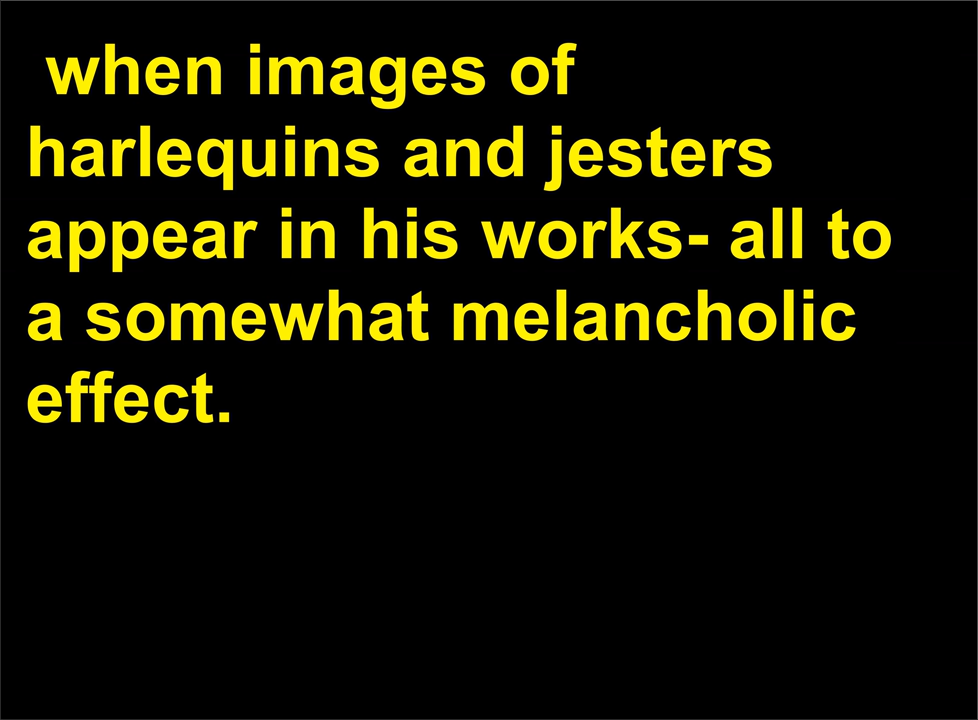 when images of
harlequins and jesters
appear in his works- all to
a somewhat melancholic
effect.